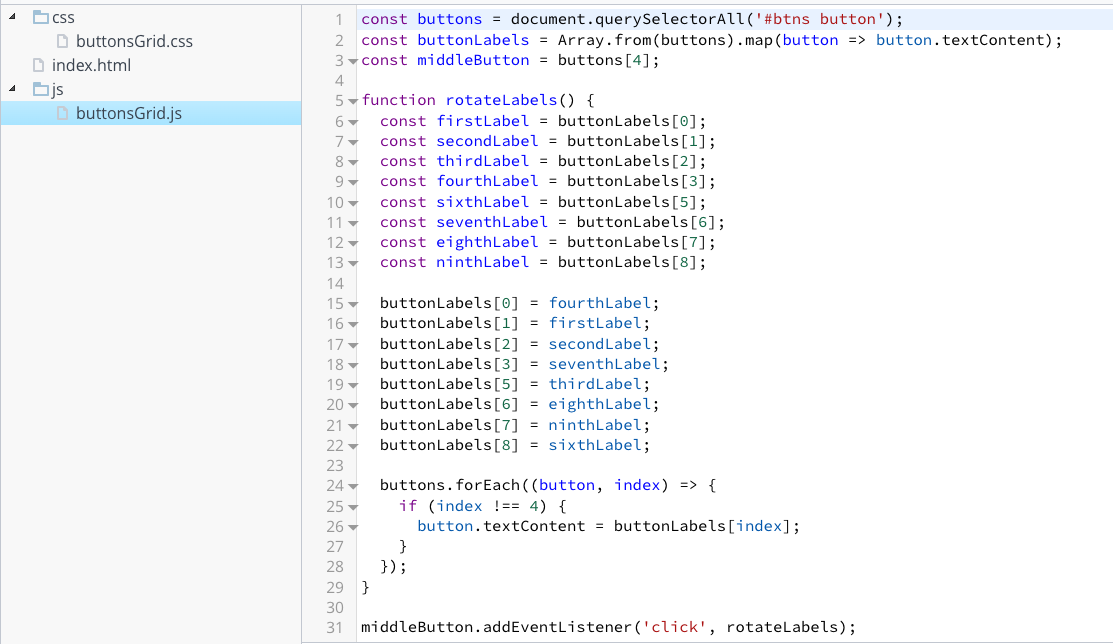 css
buttonsGrid.css
index.html
js
buttonsGrid.js
1 const buttons = document.querySelectorAll('#btns button');
2 const buttonLabels = Array.from(buttons).map(button => button.textContent);
3 const middleButton = buttons[4];
4
5 function rotateLabels() {
6   const firstLabel = buttonLabels[0];
7   const secondLabel = buttonLabels[1];
8   const thirdLabel = buttonLabels[2];
9   const fourthLabel = buttonLabels[3];
10   const sixthLabel = buttonLabels[5];
11   const seventhLabel = buttonLabels[6];
12   const eighthLabel = buttonLabels[7];
13   const ninthLabel = buttonLabels[8];
14
15   buttonLabels[0] = fourthLabel;
16   buttonLabels[1] = firstLabel;
17   buttonLabels[2] = secondLabel;
18   buttonLabels[3] = seventhLabel;
19   buttonLabels[5] = thirdLabel;
20   buttonLabels[6] = eighthLabel;
21   buttonLabels[7] = ninthLabel;
22   buttonLabels[8] = sixthLabel;
23
24   buttons.forEach((button, index) => {
25     if (index !== 4) {
26       button.textContent = buttonLabels[index];
27     }
28   });
29 }
30
31 middleButton.addEventListener('click', rotateLabels);